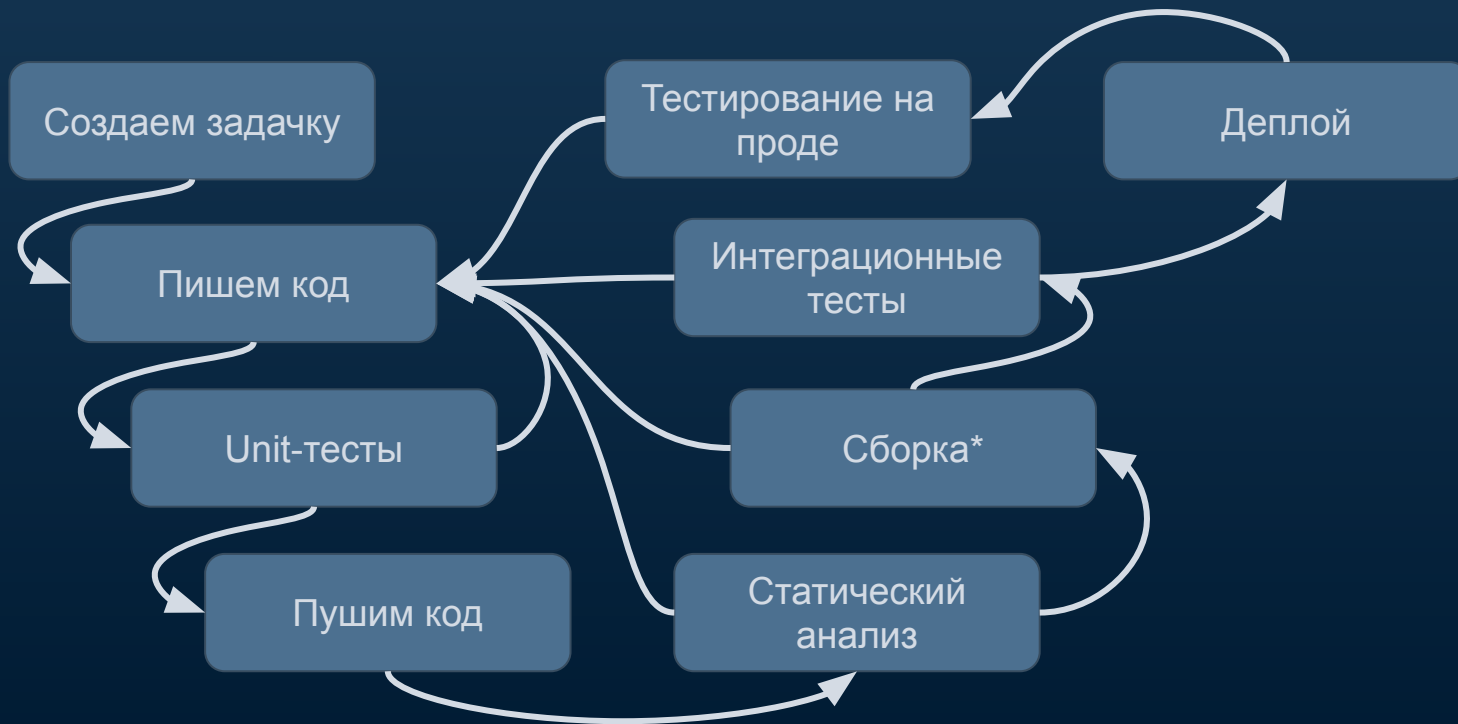 Создаем задачку
Тестирование на
проде
Деплой
Пишем код
Интеграционные
тесты
Unit-тесты
Сборка*
Пушим код
Статический
анализ